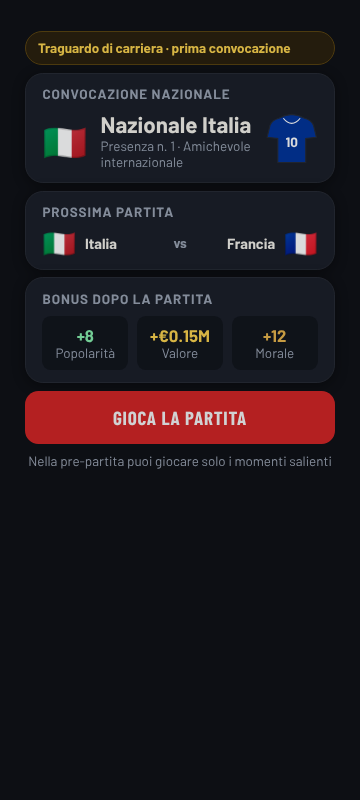 Traguardo di carriera · prima convocazione
CONVOCAZIONE NAZIONALE
Nazionale Italia
Presenza n. 1 · Amichevole
internazionale
10
PROSSIMA PARTITA
Italia
vs
Francia
BONUS DOPO LA PARTITA
+8
Popolarità
+€0.15M
Valore
+12
Morale
GIOCA LA PARTITA
Nella pre-partita puoi giocare solo i momenti salienti